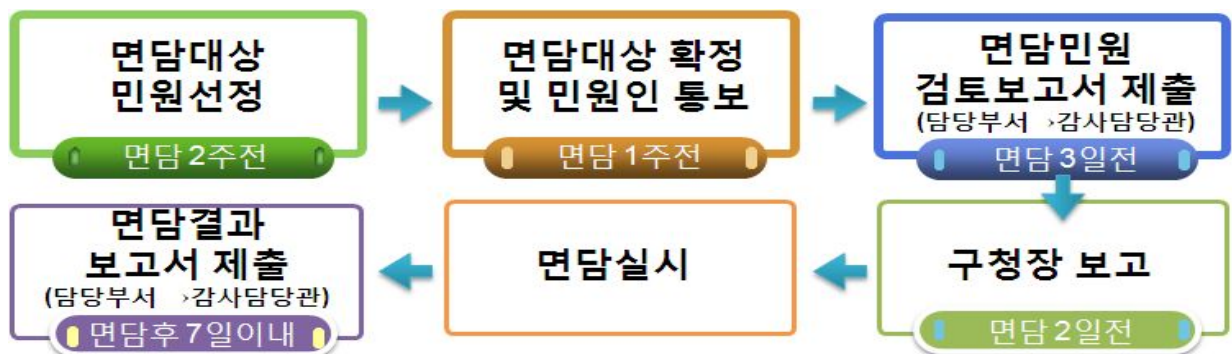 면담대상
민원선정
면담 2주전
면담대상 확정
및 민원인 통보
면담 1주전
면담민원
검토보고서 제출
(담당부서 →감사담당관)
면담 3일전
구청장 보고
면담 2일전
면담실시
면담결과
보고서 제출
(담당부서 →감사담당관)
면담후 7일이내